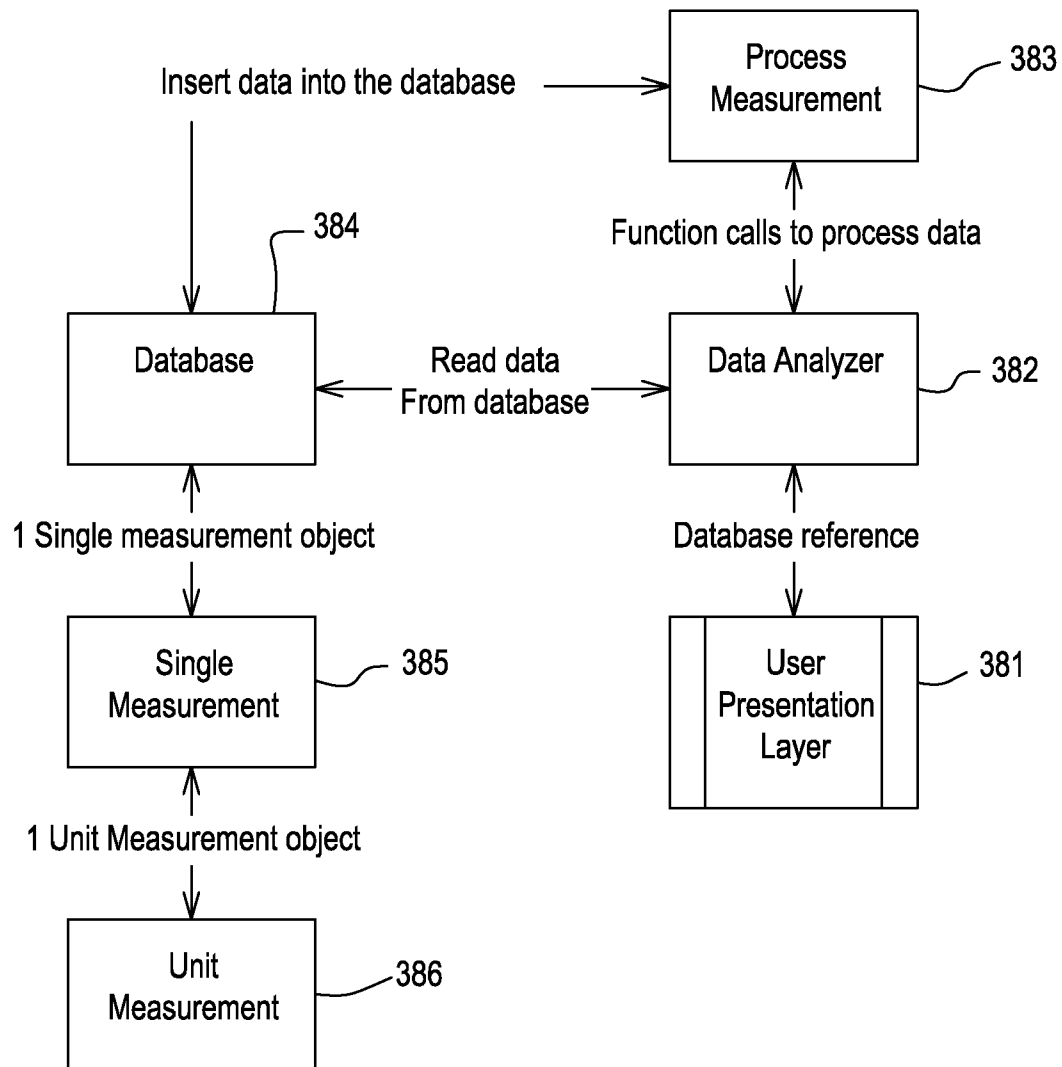 Process
Measurement
383
Insert data into the database
384
Function calls to process data
Database
Read data
From database
Data Analyzer
382
1 Single measurement object
Database reference
Single
Measurement
385
User
Presentation
Layer
381
1 Unit Measurement object
Unit
Measurement
386